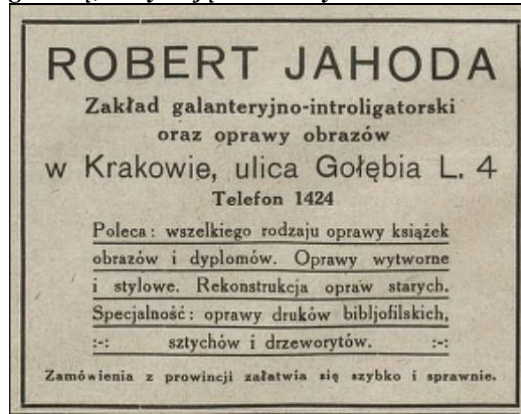 ROBERT JAHODA
Zakład galanteryjno-introligatorski
oraz oprawy obrazów
w Krakowie, ulica Gołębia L. 4
Telefon 1424
Poleca: wszelkiego rodzaju oprawy książek
obrazów i dyplomów. Oprawy wytworne
i stylowe. Rekonstrukcja opraw starych.
Specjalność: oprawy druków bibljofilskich,
:-: sztychów i drzeworytów. :-:
Zamówienia z prowincji załatwia się szybko i sprawnie.